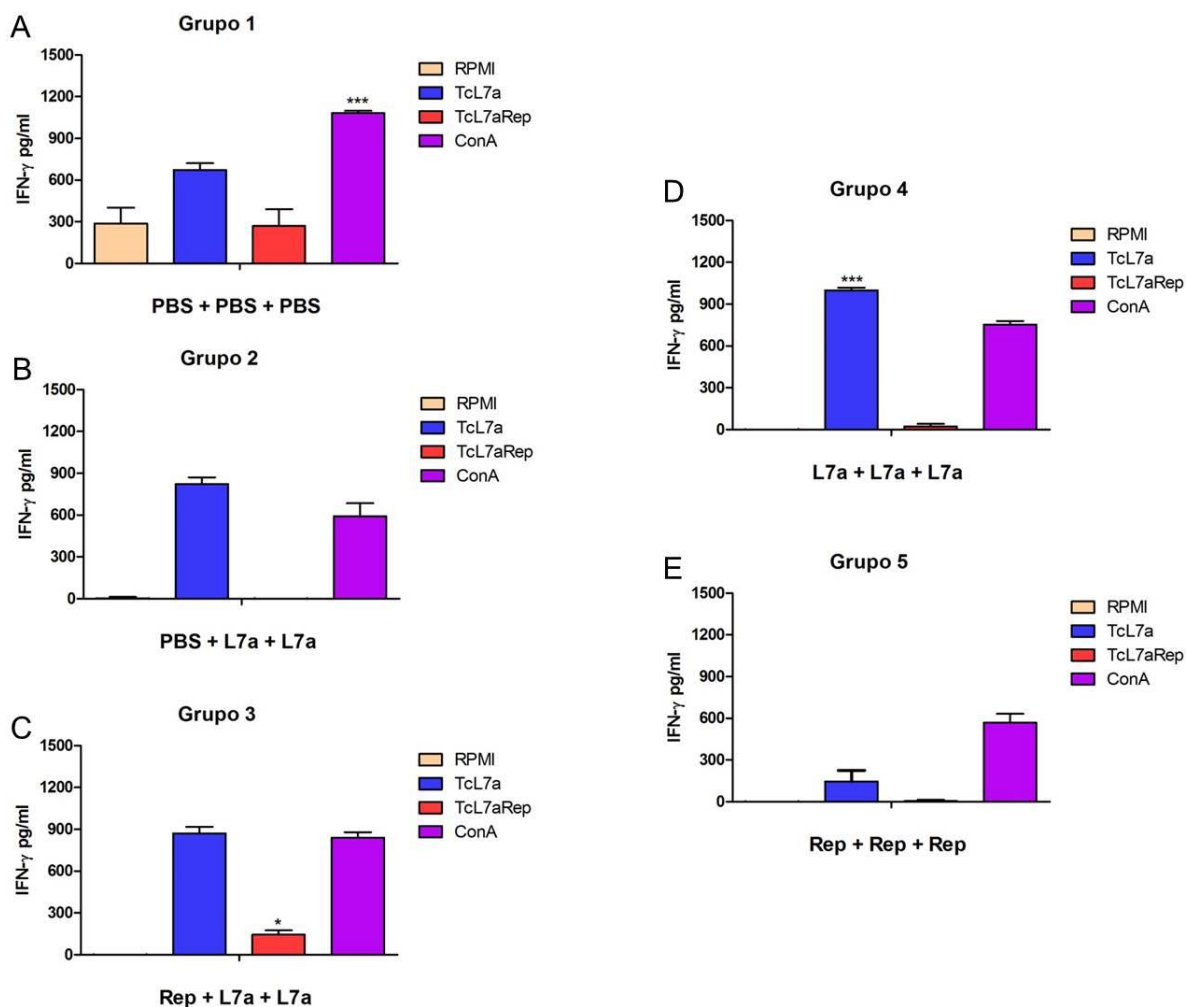 A
Grupo 1
IFN-γ pg/ml
1500
1200
900
600
300
0
***
RPMI
TcL7a
TcL7aRep
ConA
PBS + PBS + PBS
B
Grupo 2
IFN-γ pg/ml
1500
1200
900
600
300
0
RPMI
TcL7a
TcL7aRep
ConA
PBS + L7a + L7a
C
Grupo 3
IFN-γ pg/ml
1500
1200
900
600
300
0
*
RPMI
TcL7a
TcL7aRep
ConA
Rep + L7a + L7a
D
Grupo 4
IFN-γ pg/ml
1500
1200
900
600
300
0
***
RPMI
TcL7a
TcL7aRep
ConA
L7a + L7a + L7a
E
Grupo 5
IFN-γ pg/ml
1500
1200
900
600
300
0
RPMI
TcL7a
TcL7aRep
ConA
Rep + Rep + Rep